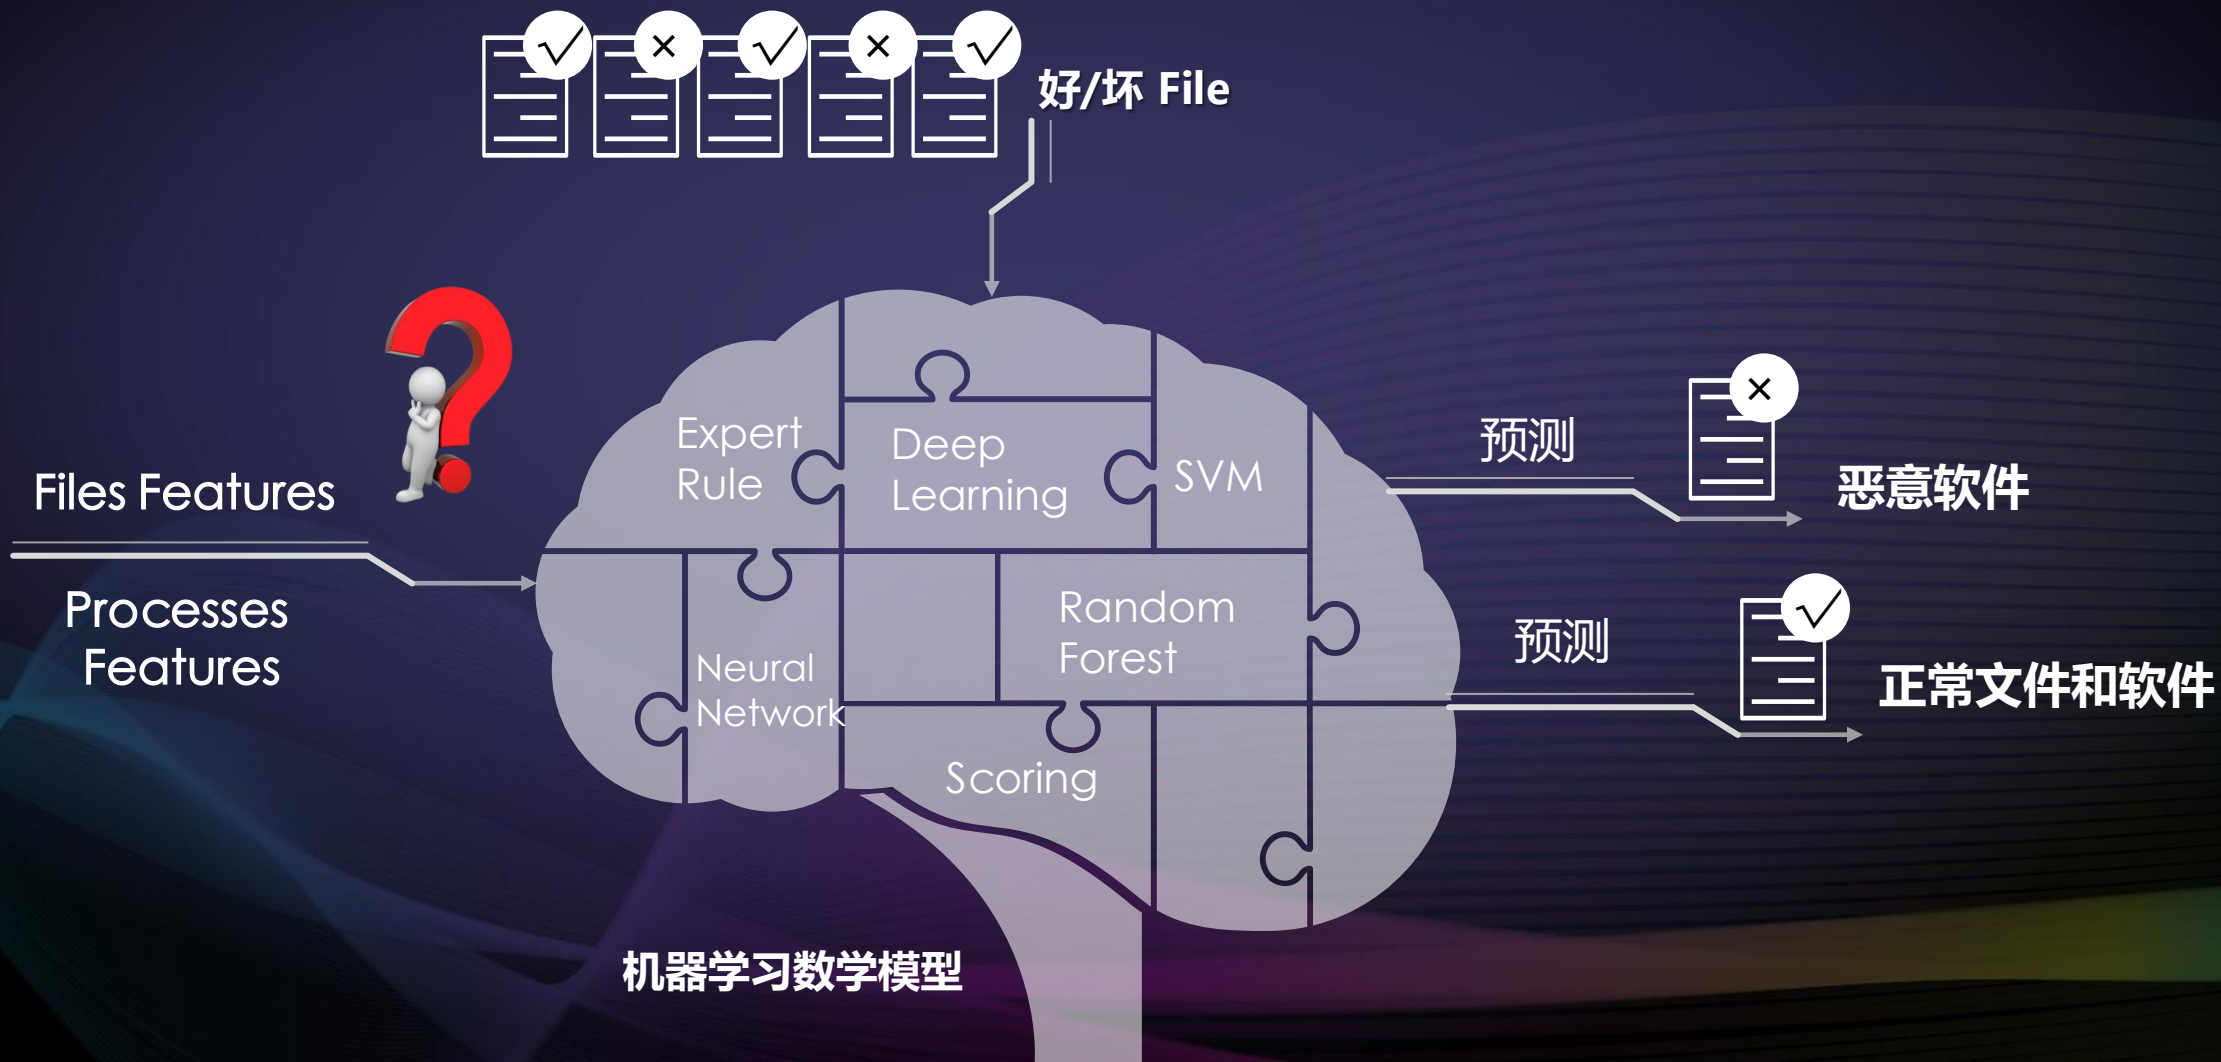 好/坏 File
Expert
Rule
Deep
Learning
SVM
预测
恶意软件
Files Features
Processes
Features
Random
Forest
预测
正常文件和软件
Neural
Network
Scoring
机器学习数学模型